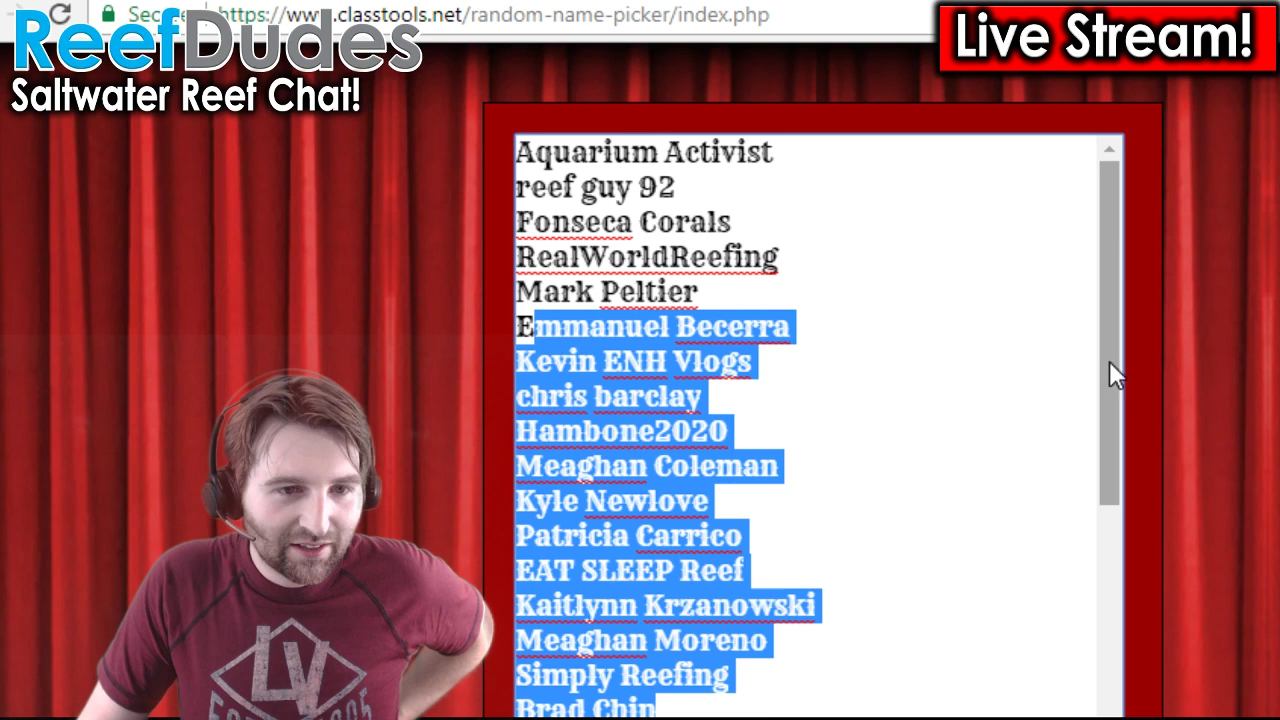 Secure https://www.classtools.net/random-name-picker/index.php
ReefDudes
Saltwater Reef Chat!
Live Stream!
Aquarium Activist
reef guy 92
Fonseca Corals
RealWorldReefing
Mark Peltier
Emmanuel Becerra
Kevin ENH Vlogs
chris barclay
Hambone2020
Meaghan Coleman
Kyle Newlove
Patricia Carrico
EAT SLEEP Reef
Kaitlynn Krzanowski
Meaghan Moreno
Simply Reefing
Brad Chin
LV